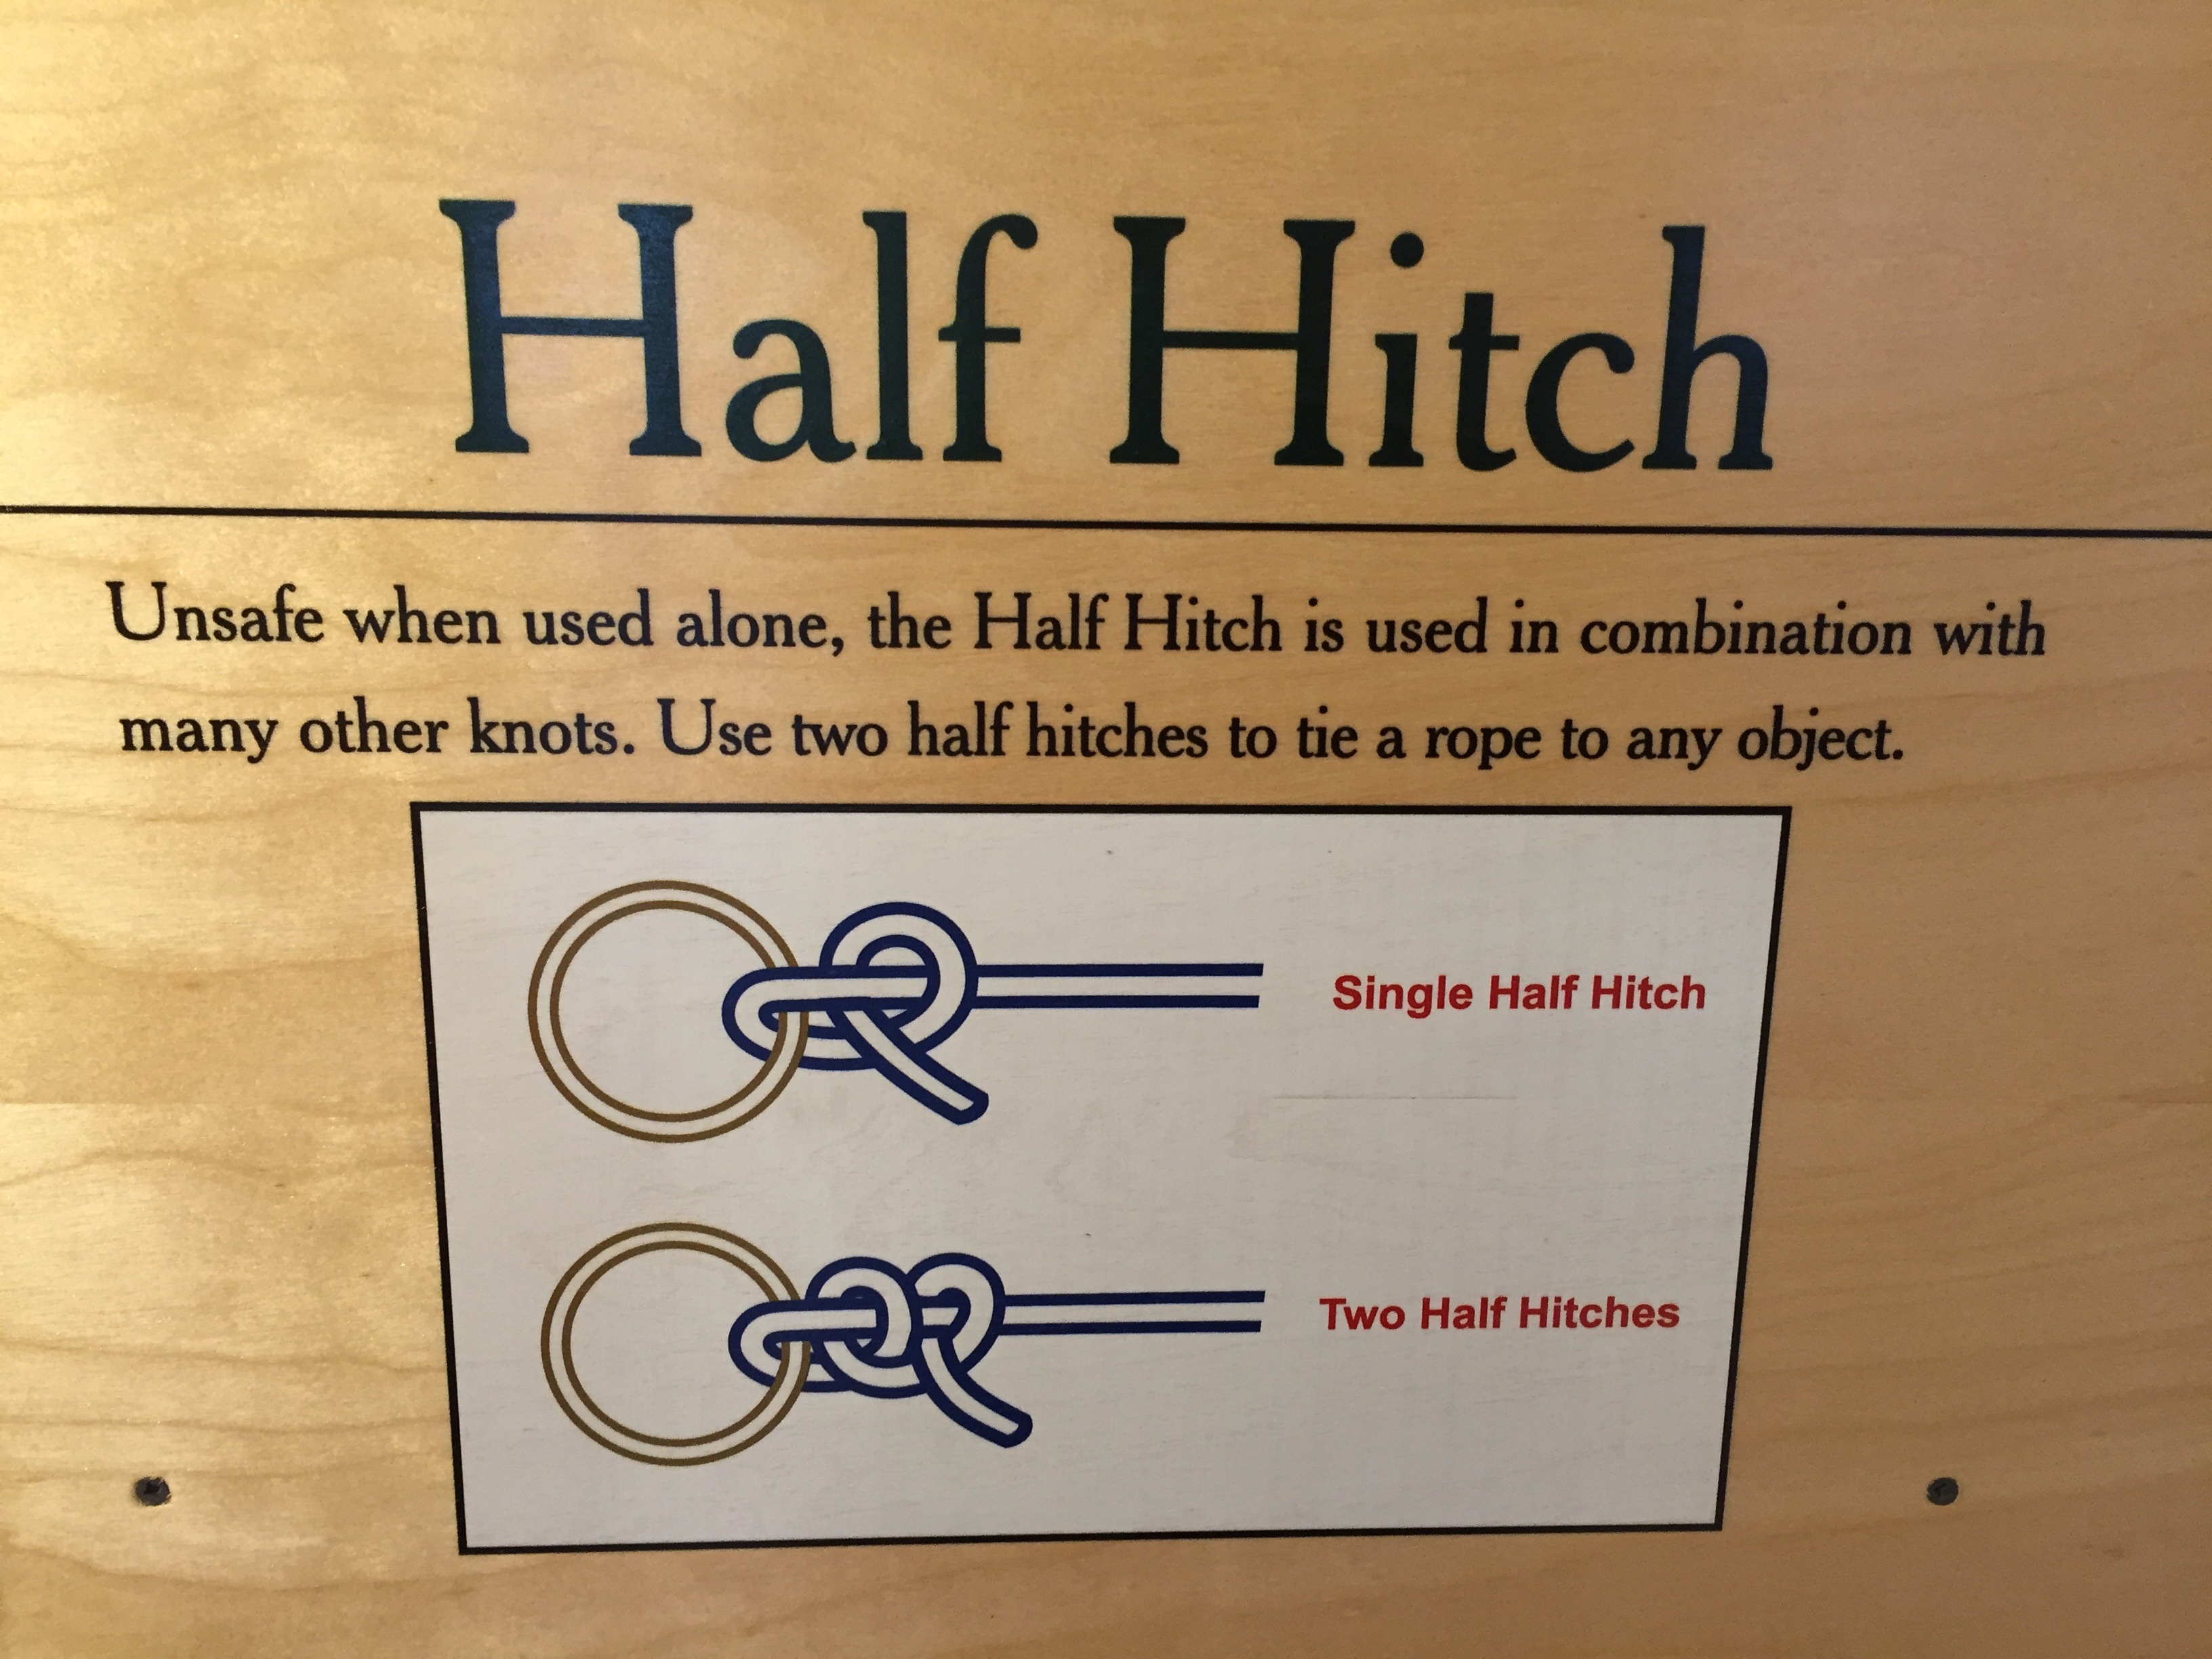 Half Hitch
Unsafe when used alone, the Half Hitch is used in combination with
many other knots. Use two half hitches to tie a rope to any object.
Single Half Hitch
Two Half Hitches